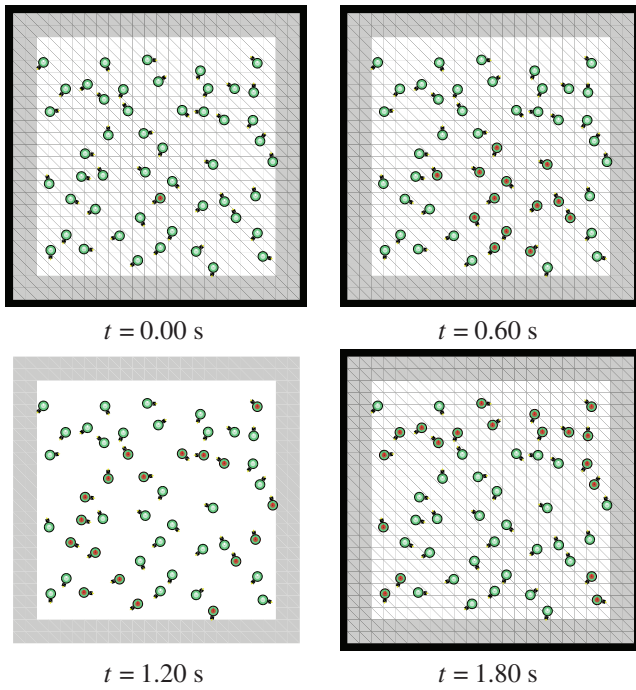 t = 0.00 s
t = 0.60 s
t = 1.20 s
t = 1.80 s